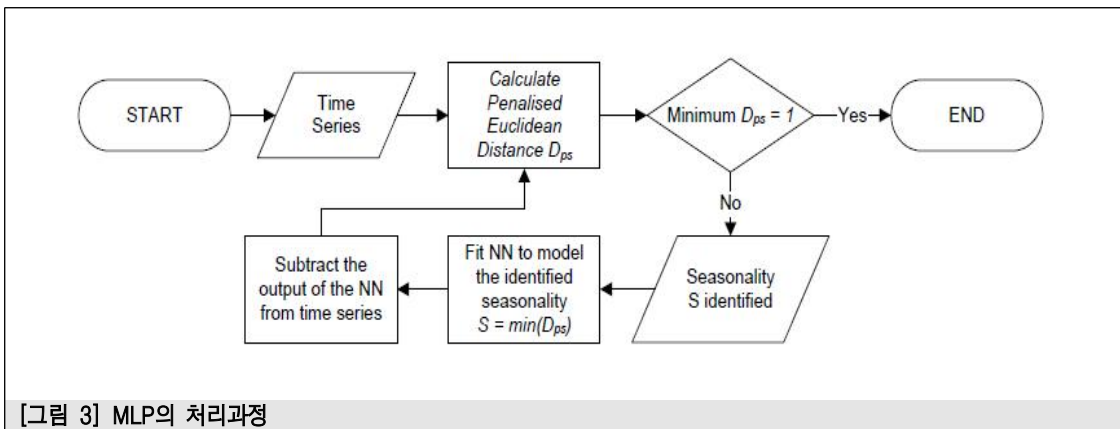 START
Time
Series
Calculate
Penalised
Euclidean
Distance Dps
Minimum Dps = 1
Yes
END
No
Seasonality
S identified
Fit NN to model
the identified
seasonality
S = min(Dps)
Subtract the
output of the NN
from time series
[그림 3] MLP의 처리과정